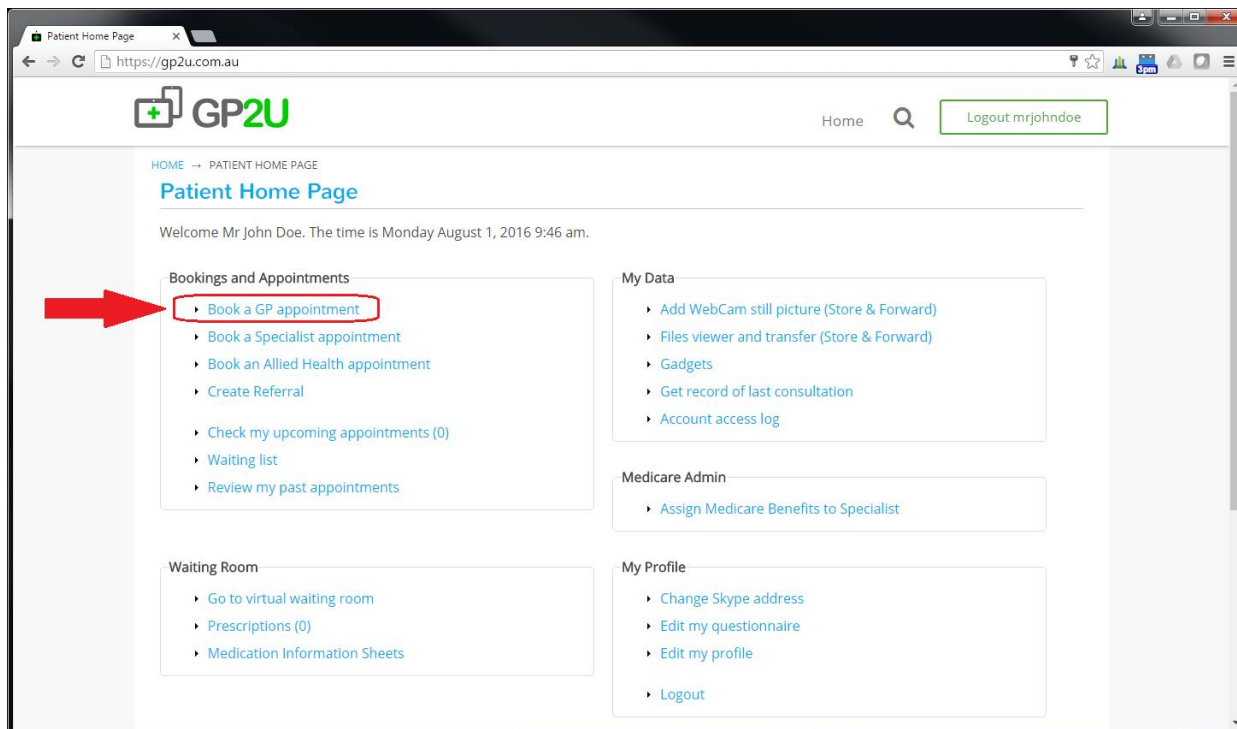 Patient Home Page
https://gp2u.com.au
3pm
GP2U
Home
Logout mrjohndoe
HOME → PATIENT HOME PAGE
Patient Home Page
Welcome Mr John Doe. The time is Monday August 1, 2016 9:46 am.
Bookings and Appointments
Book a GP appointment
Book a Specialist appointment
Book an Allied Health appointment
Create Referral
Check my upcoming appointments (0)
Waiting list
Review my past appointments
My Data
Add WebCam still picture (Store & Forward)
Files viewer and transfer (Store & Forward)
Gadgets
Get record of last consultation
Account access log
Medicare Admin
Assign Medicare Benefits to Specialist
Waiting Room
Go to virtual waiting room
Prescriptions (0)
Medication Information Sheets
My Profile
Change Skype address
Edit my questionnaire
Edit my profile
Logout